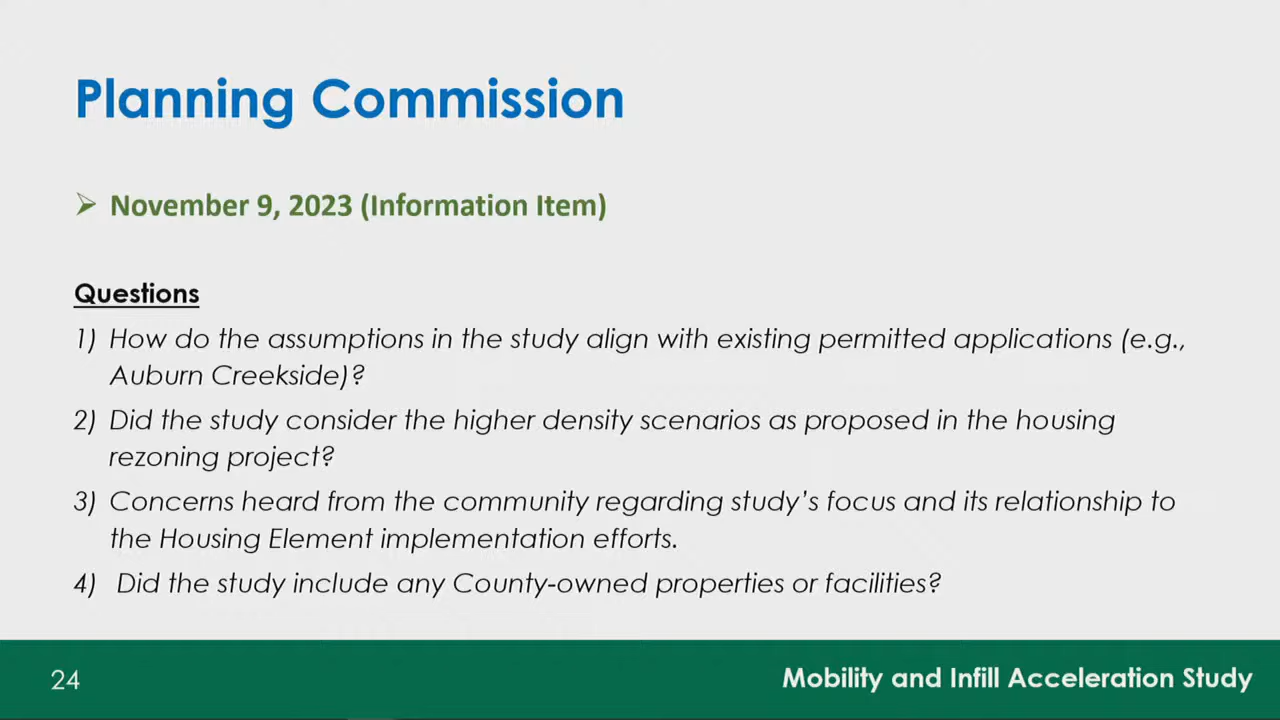 Planning Commission
➢ November 9, 2023 (Information Item)
Questions
1) How do the assumptions in the study align with existing permitted applications (e.g.,
Auburn Creekside)?
2) Did the study consider the higher density scenarios as proposed in the housing
rezoning project?
3) Concerns heard from the community regarding study's focus and its relationship to
the Housing Element implementation efforts.
4) Did the study include any County-owned properties or facilities?
24
Mobility and Infill Acceleration Study